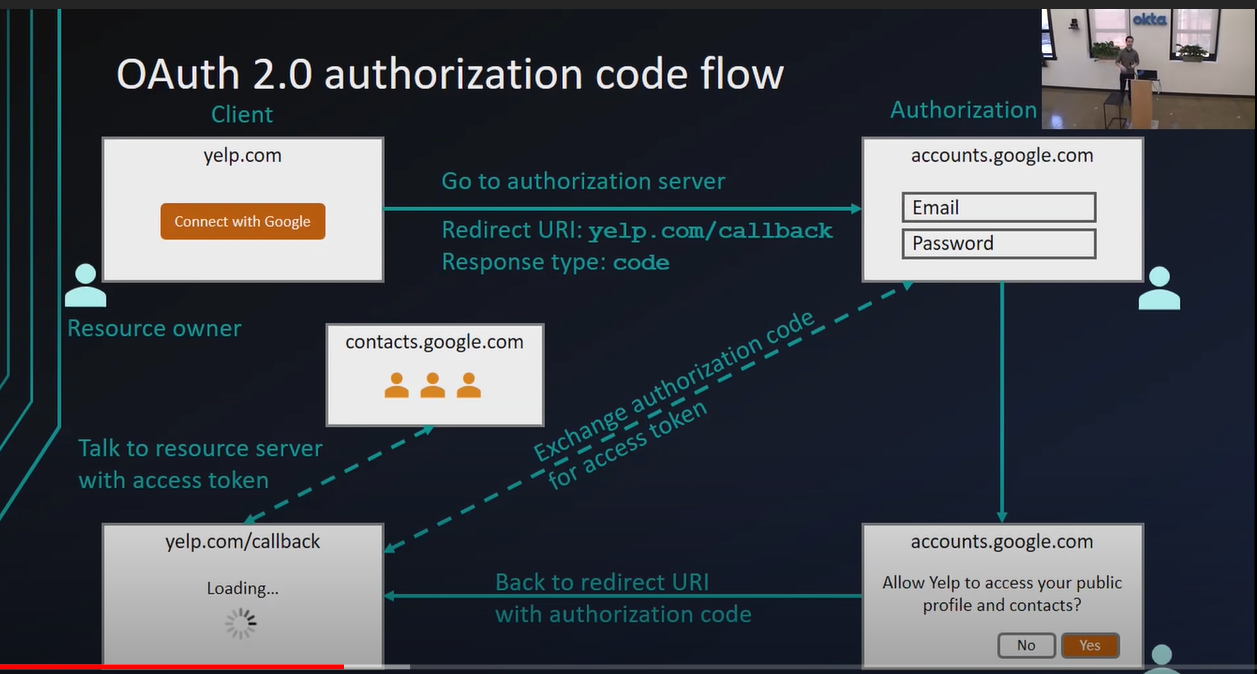 OAuth 2.0 authorization code flow
okta
Client
Authorization
yelp.com
Connect with Google
Go to authorization server
Redirect URI: yelp.com/callback
Response type: code
accounts.google.com
Email
Password
Resource owner
contacts.google.com
Exchange authorization code
for access token
Talk to resource server
with access token
yelp.com/callback
Loading...
Back to redirect URI
with authorization code
accounts.google.com
Allow Yelp to access your public
profile and contacts?
No
Yes